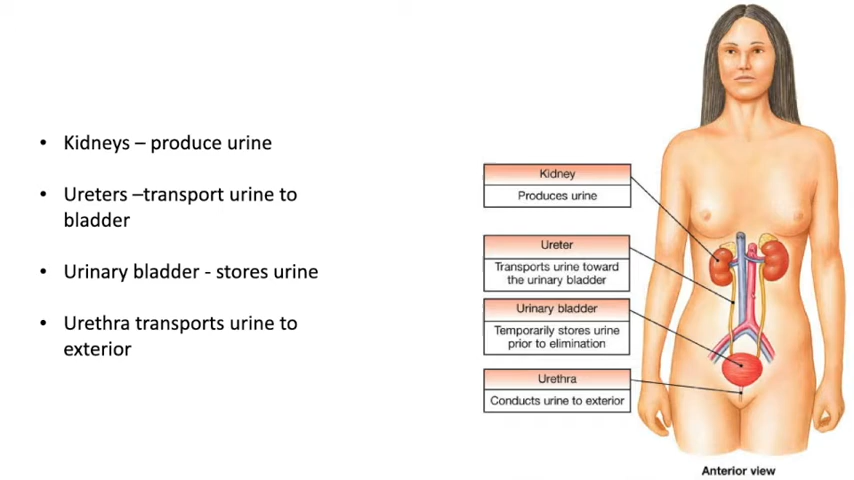 • Kidneys – produce urine
• Ureters –transport urine to
bladder
• Urinary bladder - stores urine
• Urethra transports urine to
exterior
Kidney
Produces urine
Ureter
Transports urine toward
the urinary bladder
Urinary bladder
Temporarily stores urine
prior to elimination
Urethra
Conducts urine to exterior
Anterior view